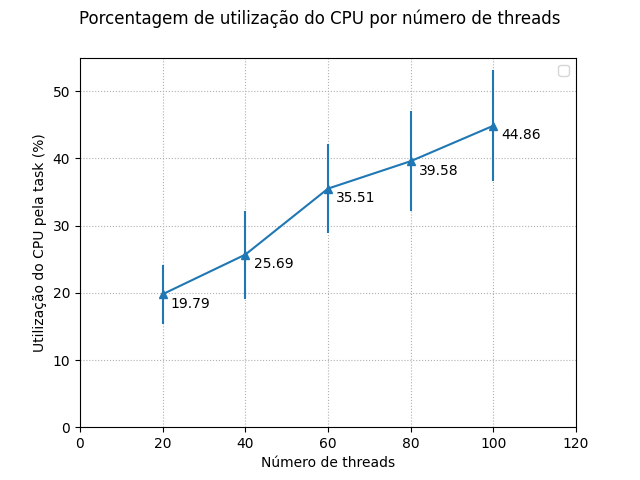 Porcentagem de utilização do CPU por número de threads
Utilização do CPU pela task (%)
50
40
30
20
10
0
19.79
25.69
35.51
39.58
44.86
0 20 40 60 80 100 120
Número de threads